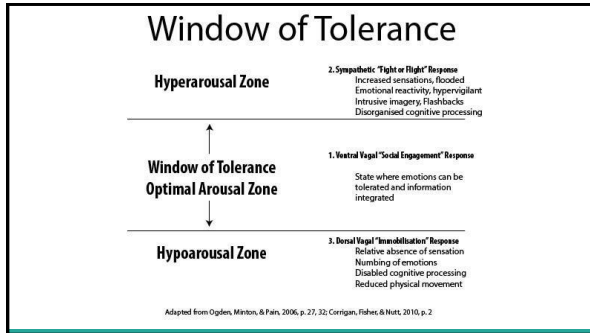 Window of Tolerance
Hyperarousal Zone
2. Sympathetic "Fight or Flight" Response
Increased sensations, flooded
Emotional reactivity, hypervigilant
Intrusive imagery, Flashbacks
Disorganised cognitive processing
Window of Tolerance
Optimal Arousal Zone
1. Ventral Vagal "Social Engagement" Response
State where emotions can be
tolerated and information
integrated
Hypoarousal Zone
3. Dorsal Vagal "Immobilisation" Response
Relative absence of sensation
Numbing of emotions
Disabled cognitive processing
Reduced physical movement
Adapted from Ogden, Minton, & Pain, 2006, p. 27, 32; Corrigan, Fisher, & Nutt, 2010, p. 2